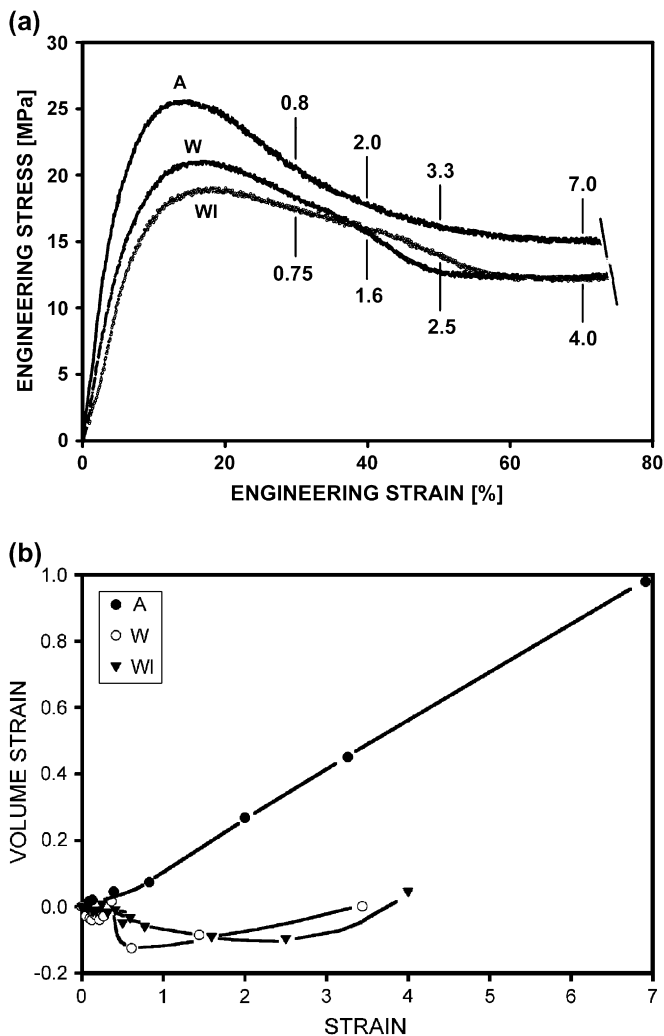 (a)
30
25
20
15
10
5
0
ENGINEERING STRESS [MPa]
A
W
WI
0.8
2.0
3.3
7.0
0.75
1.6
2.5
4.0
0 20 40 60 80
ENGINEERING STRAIN [%]
(b)
1.0
0.8
0.6
0.4
0.2
0.0
-0.2
VOLUME STRAIN
A
W
WI
0 1 2 3 4 5 6 7
STRAIN